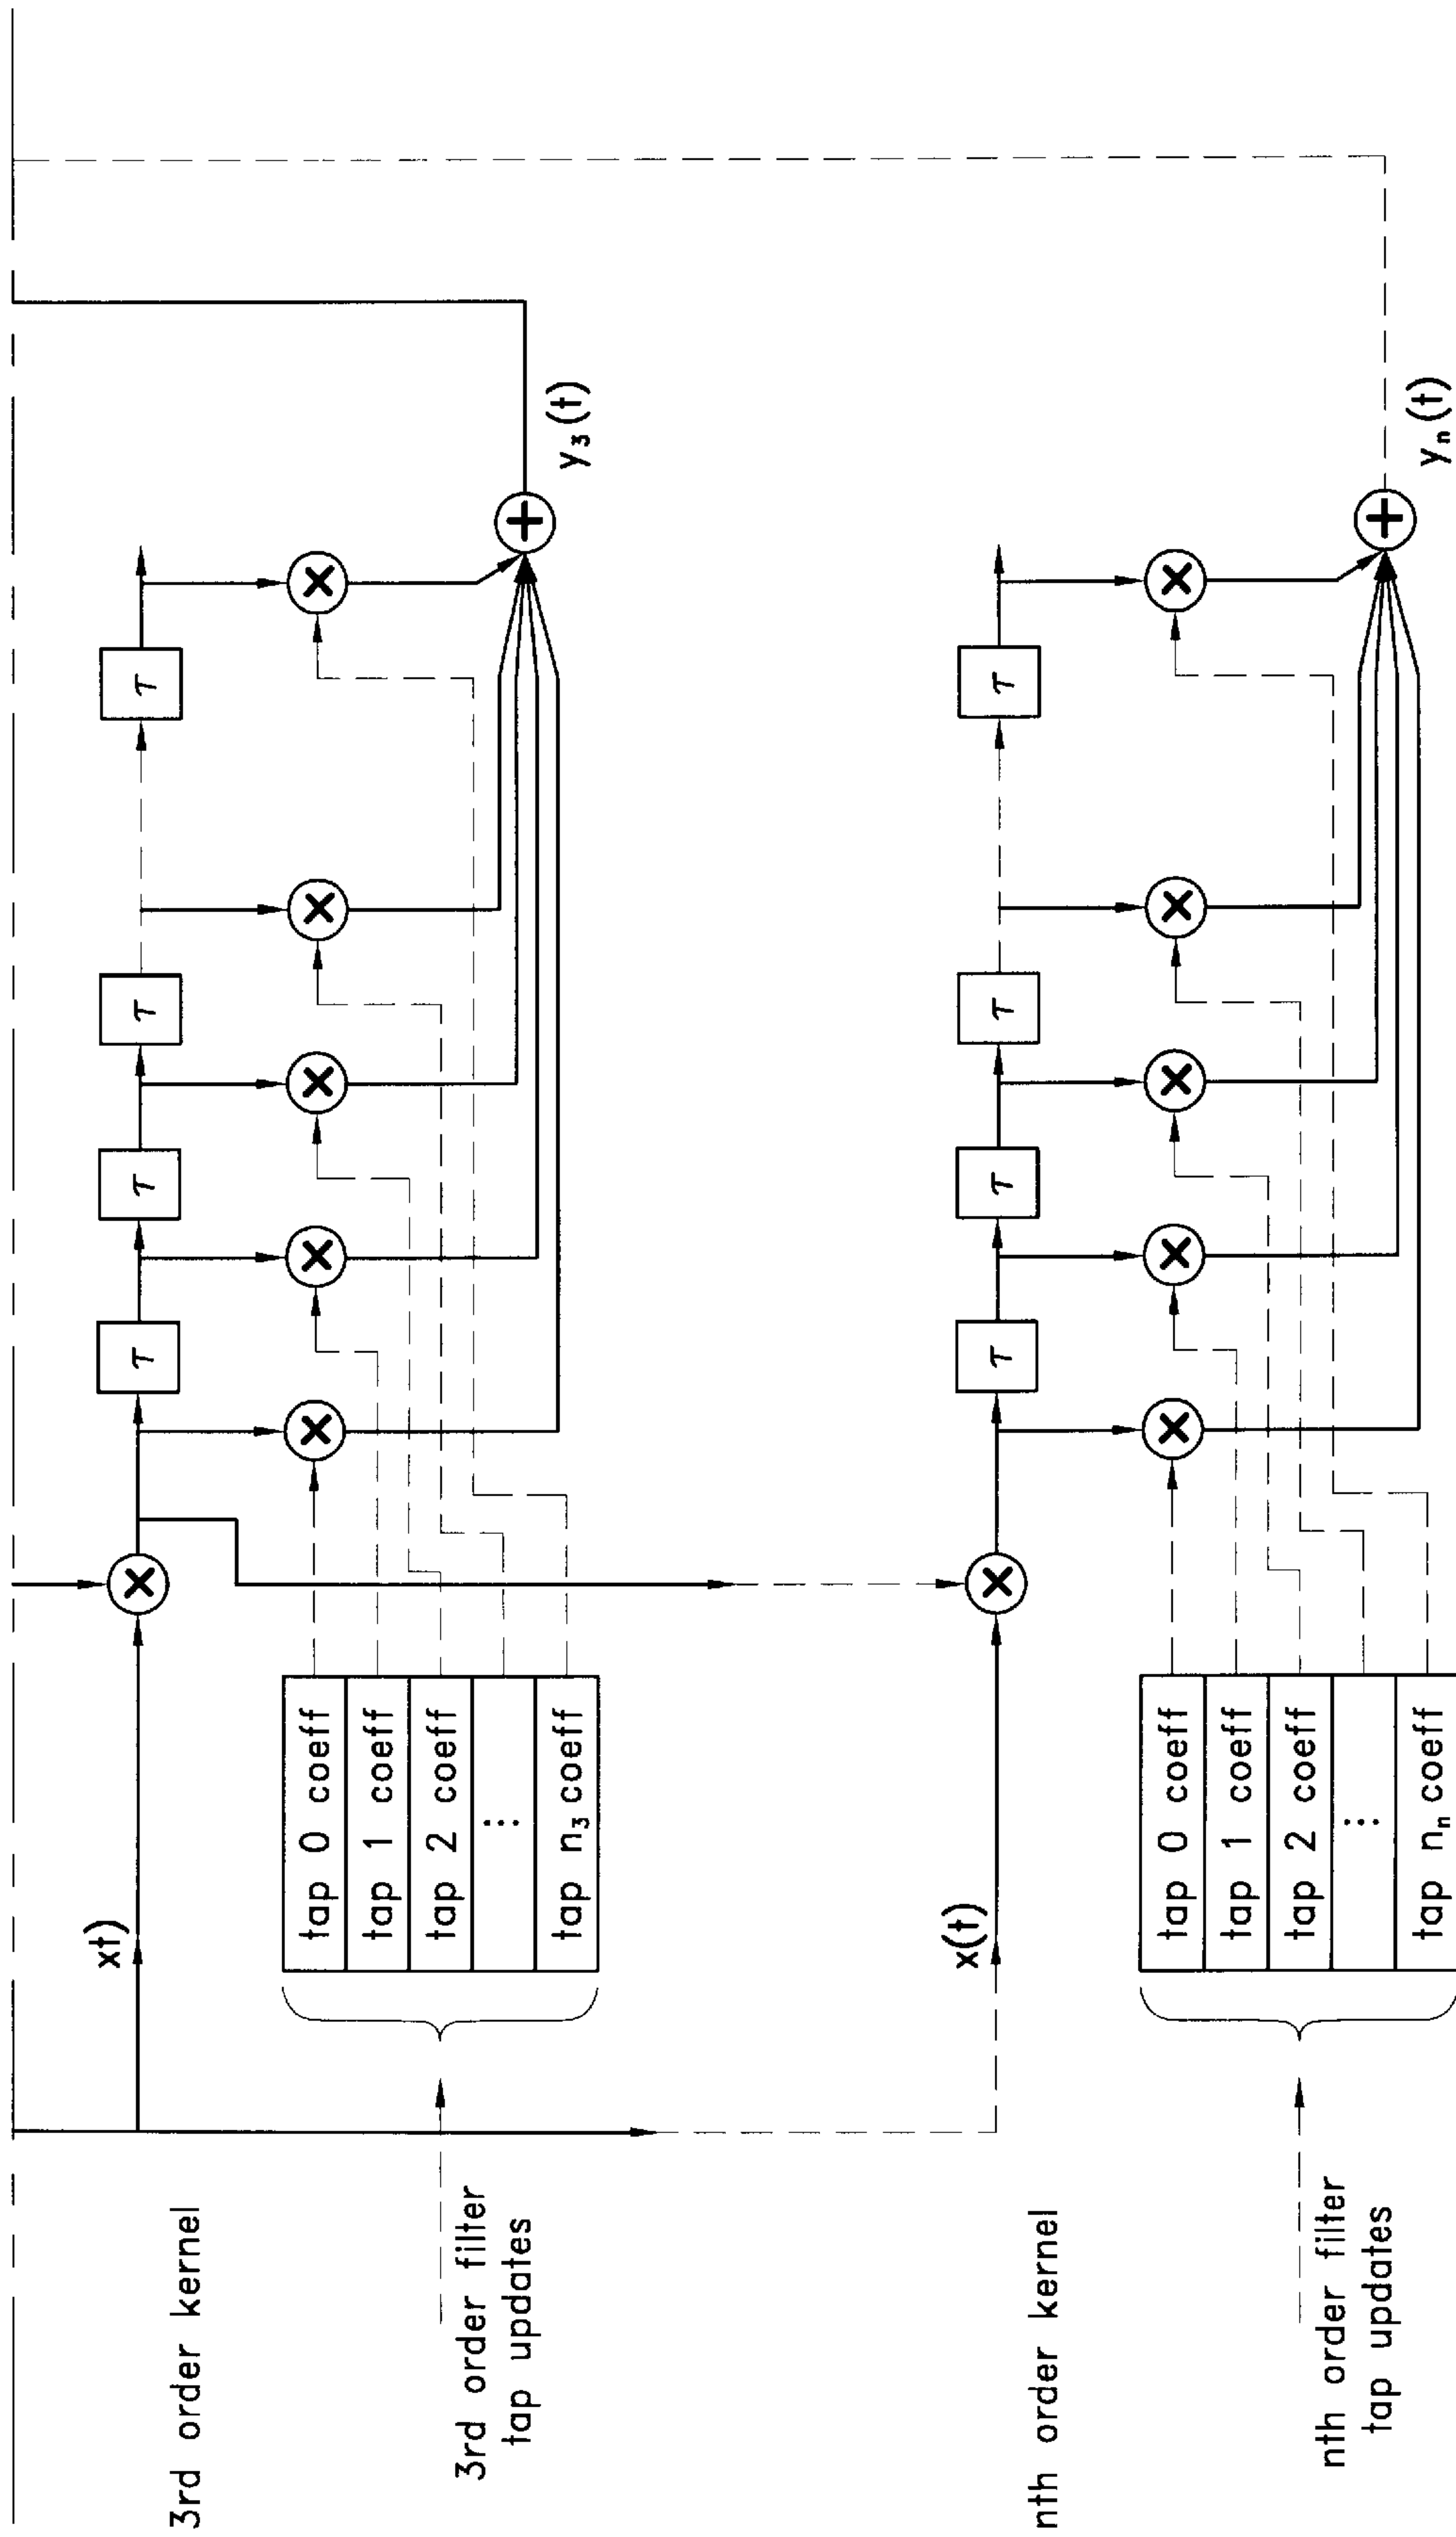 3rd order kernel
xt)
τ
τ
τ
τ
3rd order filter
tap updates
tap 0 coeff
tap 1 coeff
tap 2 coeff
⋮
tap n₃ coeff
y₃(t)
nth order kernel
x(t)
τ
τ
τ
τ
nth order filter
tap updates
tap 0 coeff
tap 1 coeff
tap 2 coeff
⋮
tap nₙ coeff
yₙ(t)